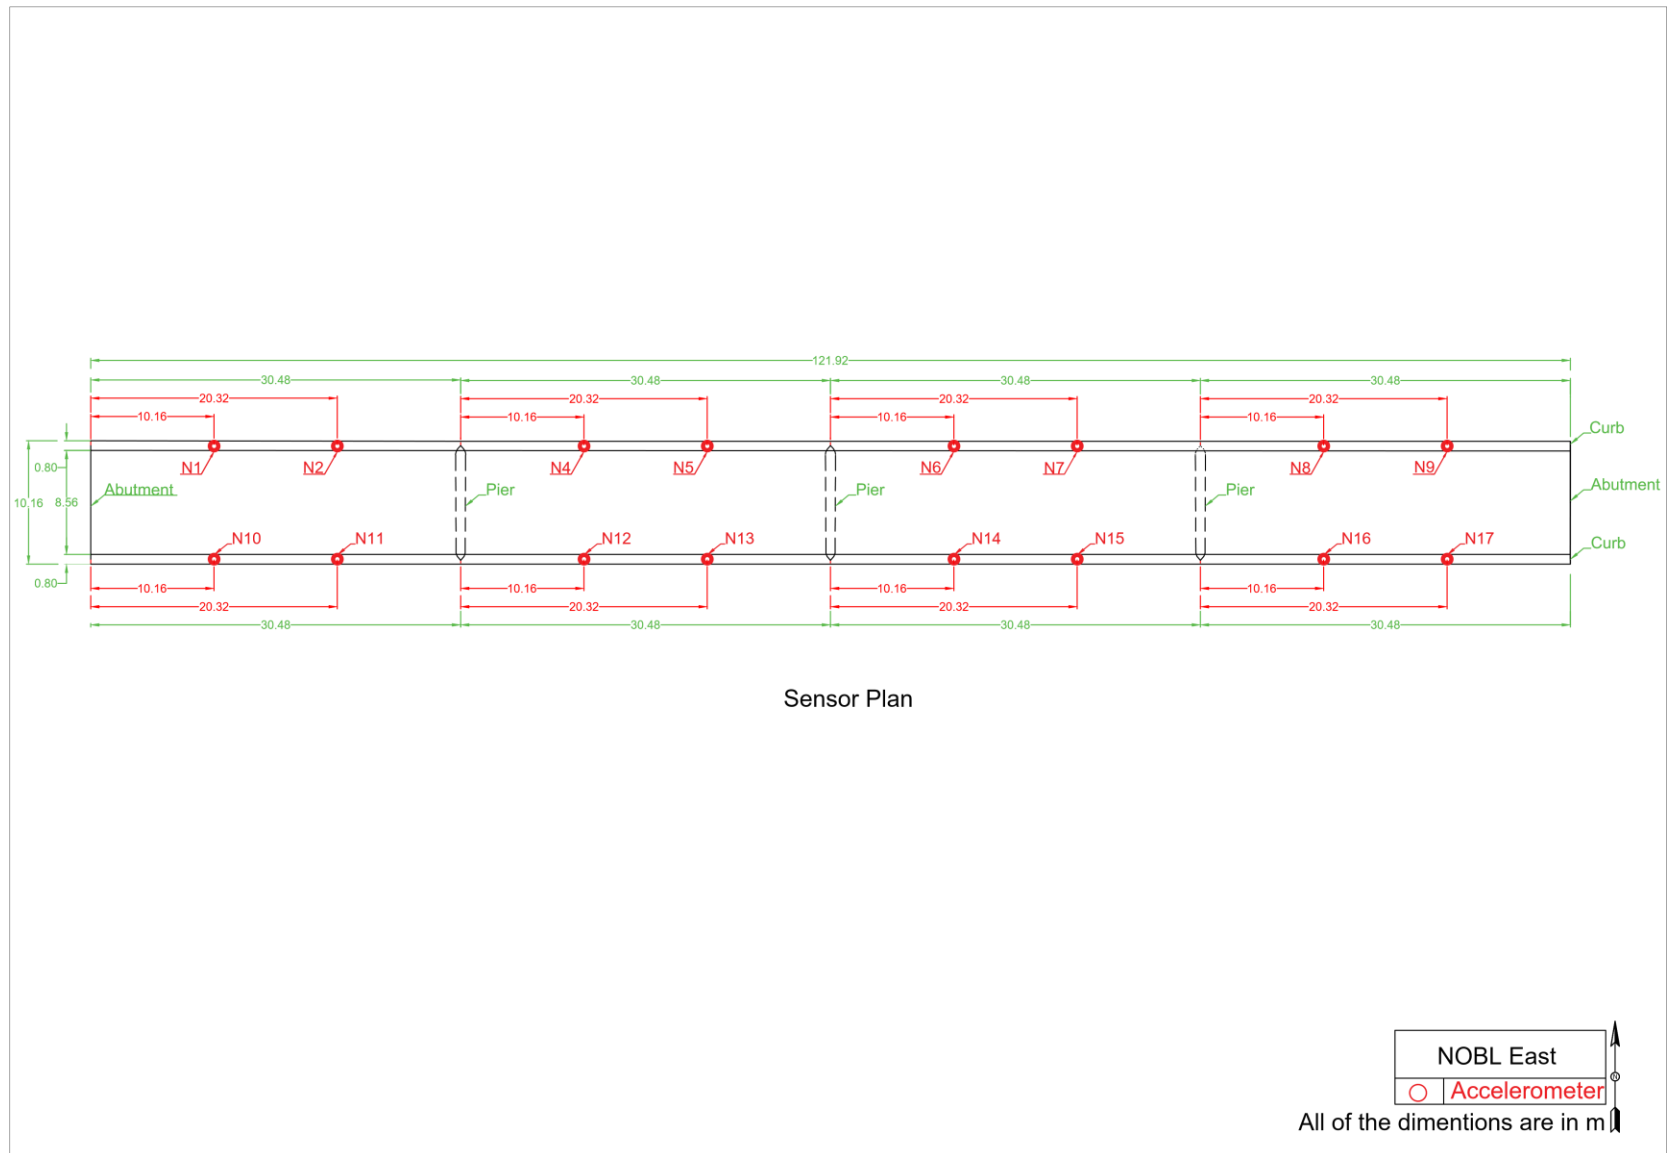 121.92
30.48 30.48 30.48 30.48
20.32 20.32 20.32 20.32
10.16 10.16 10.16 10.16
Curb
N1 N2 N4 N5 N6 N7 N8 N9
0.80
Abutment Pier Pier Pier Abutment
10.16 8.56
N10 N11 N12 N13 N14 N15 N16 N17
Curb
0.80
10.16 10.16 10.16 10.16
20.32 20.32 20.32 20.32
30.48 30.48 30.48 30.48
Sensor Plan
NOBL East
N
Accelerometer
All of the dimentions are in m